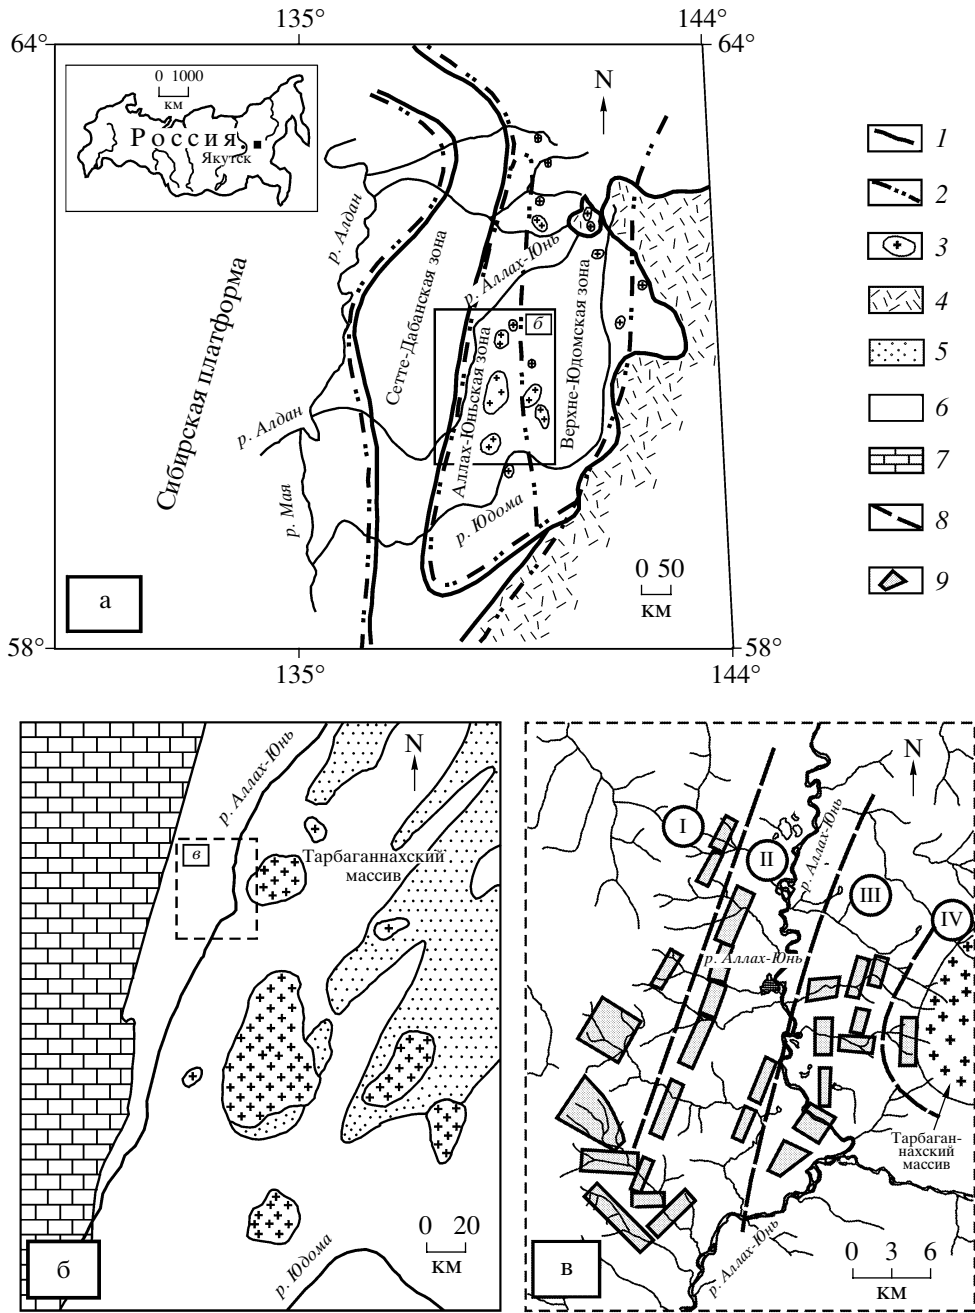 135°
144°
64°
64°
0 1000
км
Россия
Якутск
N
р. Алдан
Сибирская платформа
Сетте-Дабанская зона
р. Аллах-Юнь
б
Аллах-Юньская зона
Верхне-Юдомская зона
р. Алдан
р. Мая
р. Юдома
0 50
км
а
58°
58°
135°
144°
1
2
3
4
5
6
7
8
9
р. Аллах-Юнь
N
в
Тарбаганнахский
массив
0 20
км
р. Юдома
б
N
I
II
III
IV
р. Аллах-Юнь
р. Аллах-Юнь
Тарбаган-
нахский
массив
р. Аллах-Юнь
0 3 6
км
в